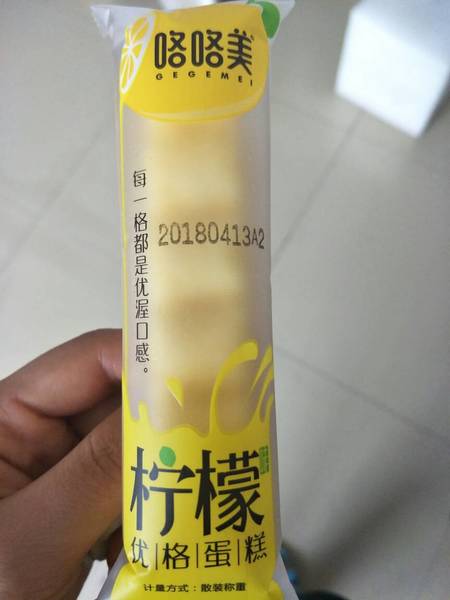 咯咯美
GEGEMEI
每一格都是优渥口感。
20180413A2
柠檬
优|格|蛋|糕
计量方式：散装称重